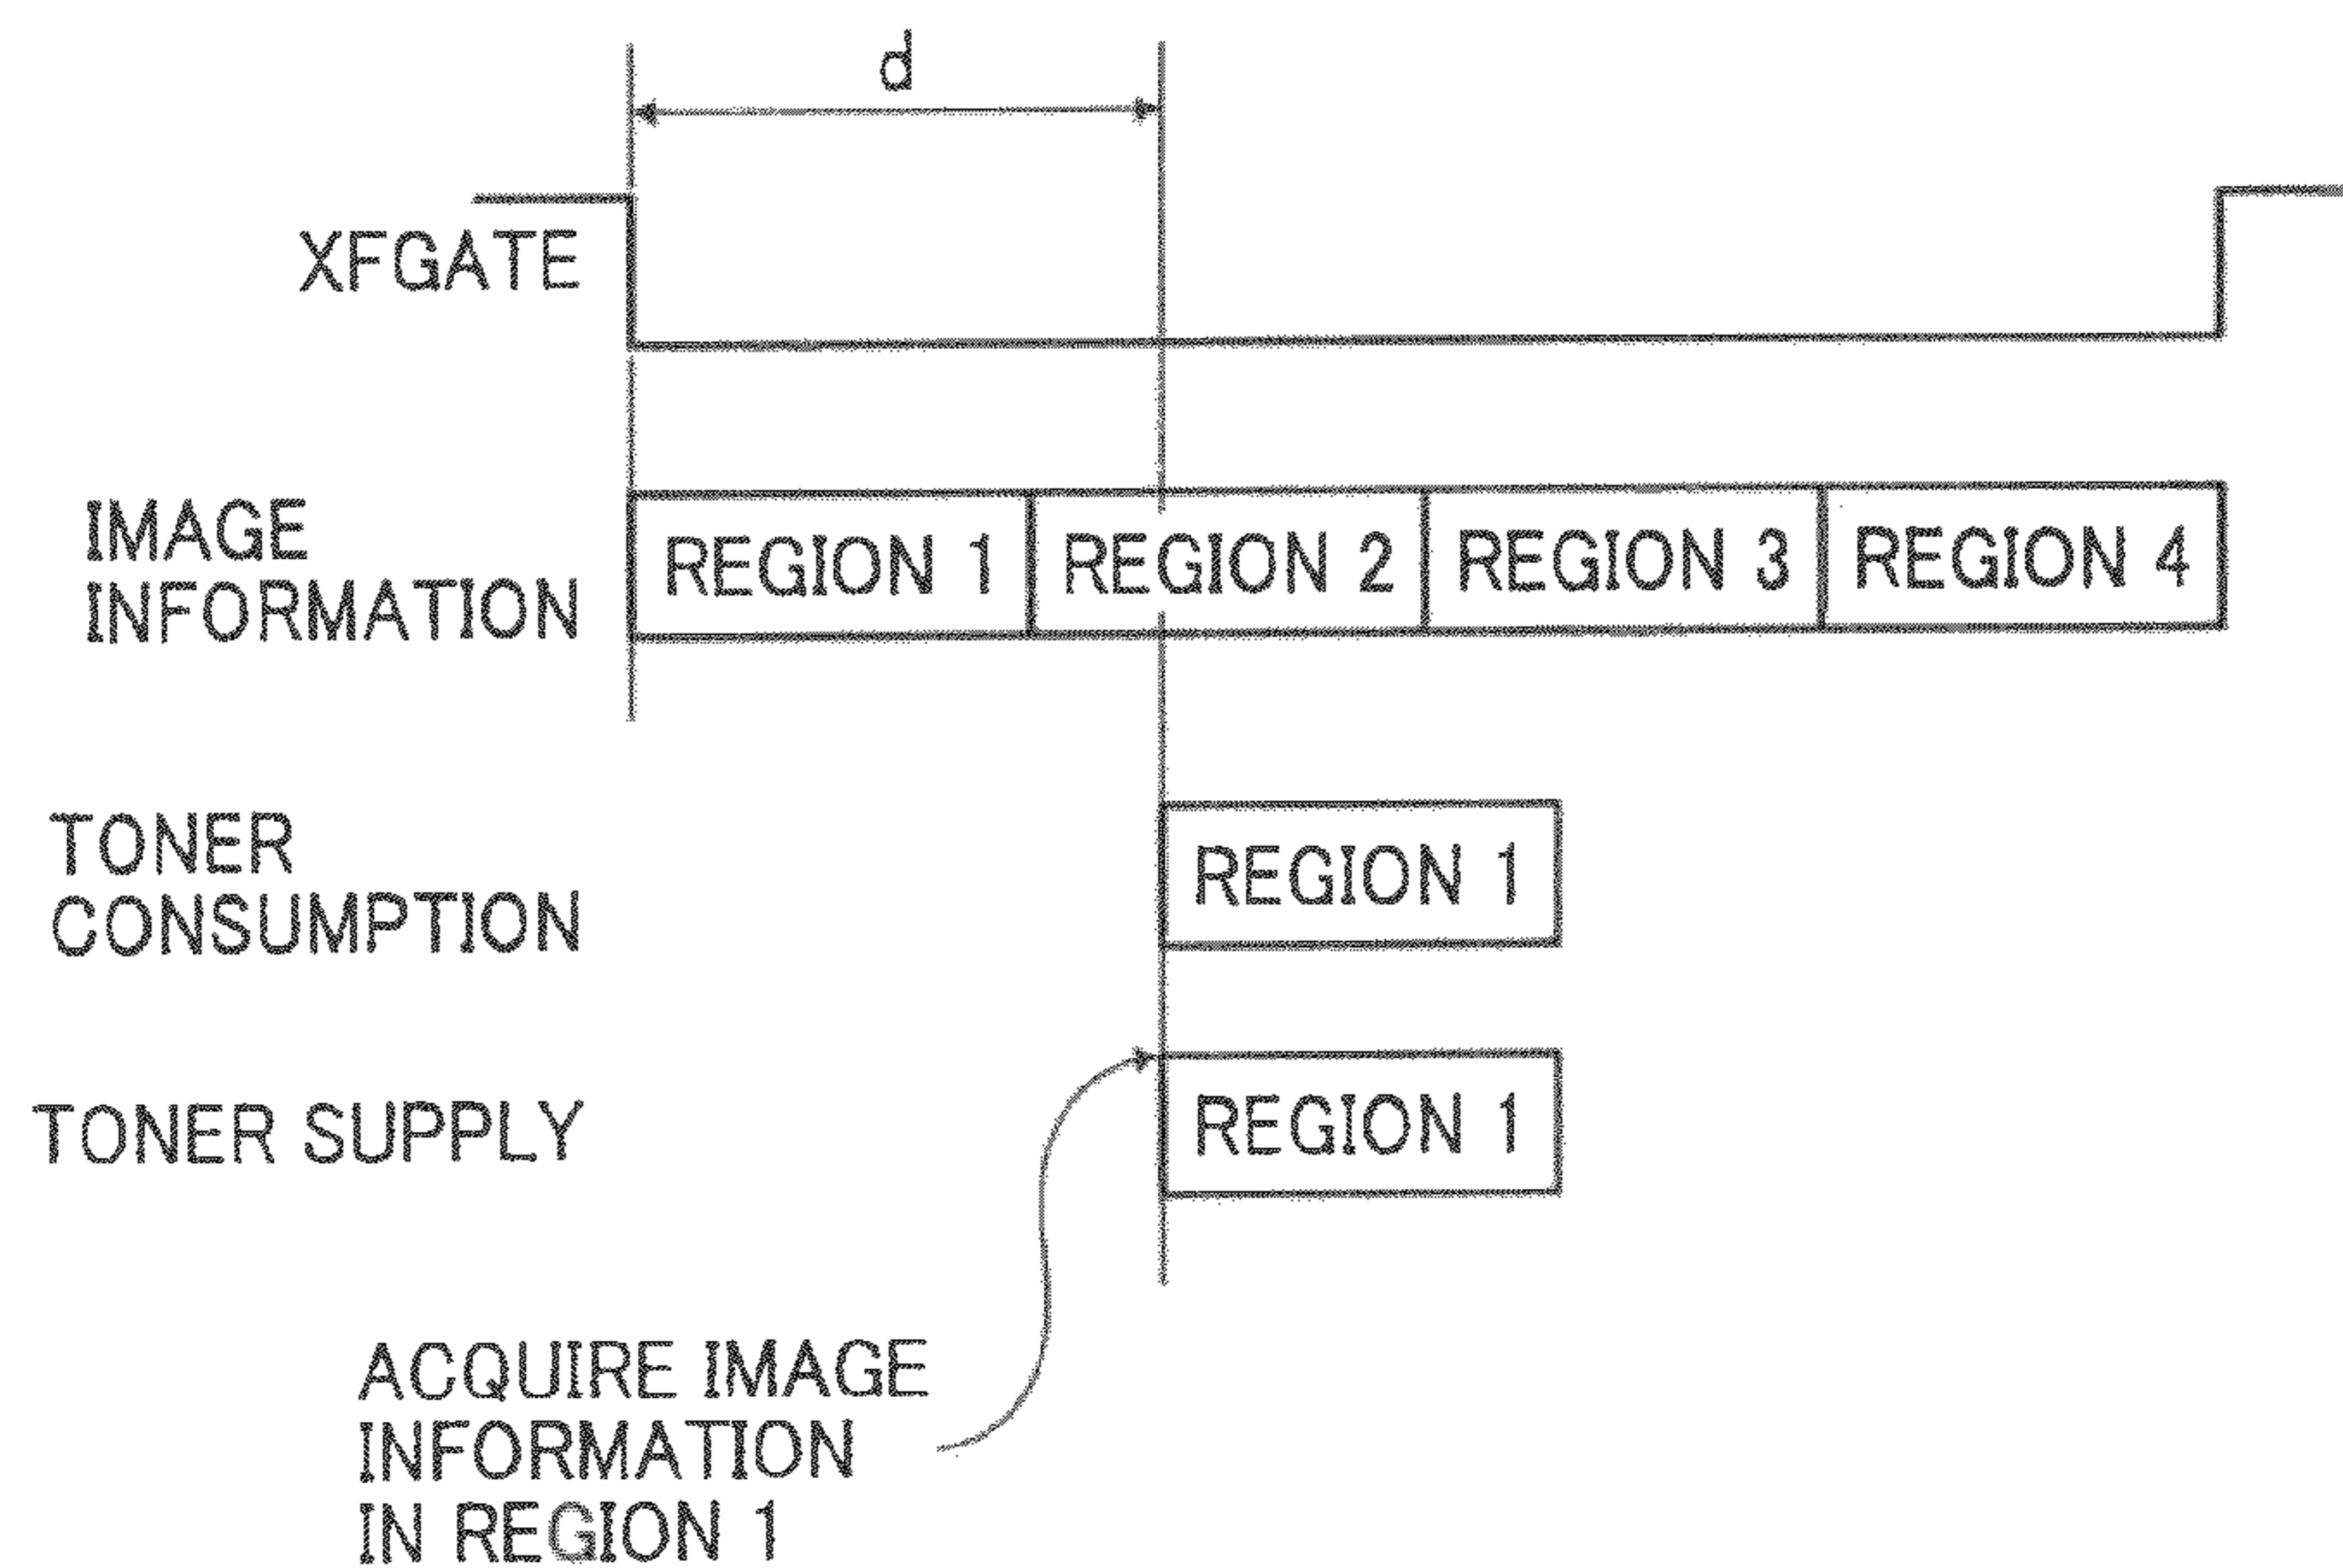 d
XFGATE
IMAGE
INFORMATION
REGION 1
REGION 2
REGION 3
REGION 4
TONER
CONSUMPTION
REGION 1
TONER SUPPLY
REGION 1
ACQUIRE IMAGE
INFORMATION
IN REGION 1